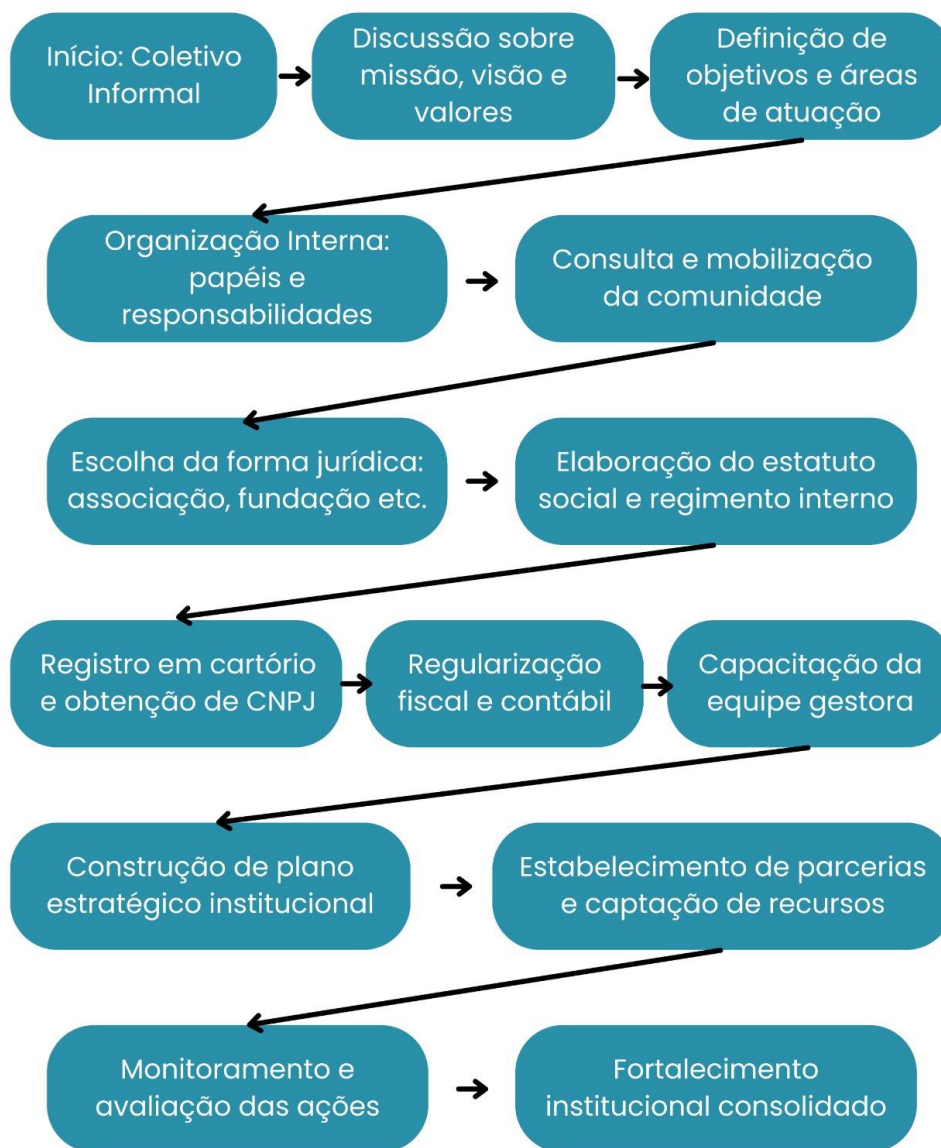 Início: Coletivo
Informal
Discussão sobre
missão, visão e
valores
Definição de
objetivos e áreas
de atuação
Organização Interna:
papéis e
responsabilidades
Consulta e mobilização
da comunidade
Escolha da forma jurídica:
associação, fundação etc.
Elaboração do estatuto
social e regimento interno
Registro em cartório
e obtenção de CNPJ
Regularização
fiscal e contábil
Capacitação da
equipe gestora
Construção de plano
estratégico institucional
Estabelecimento de parcerias
e captação de recursos
Monitoramento e
avaliação das ações
Fortalecimento
institucional consolidado